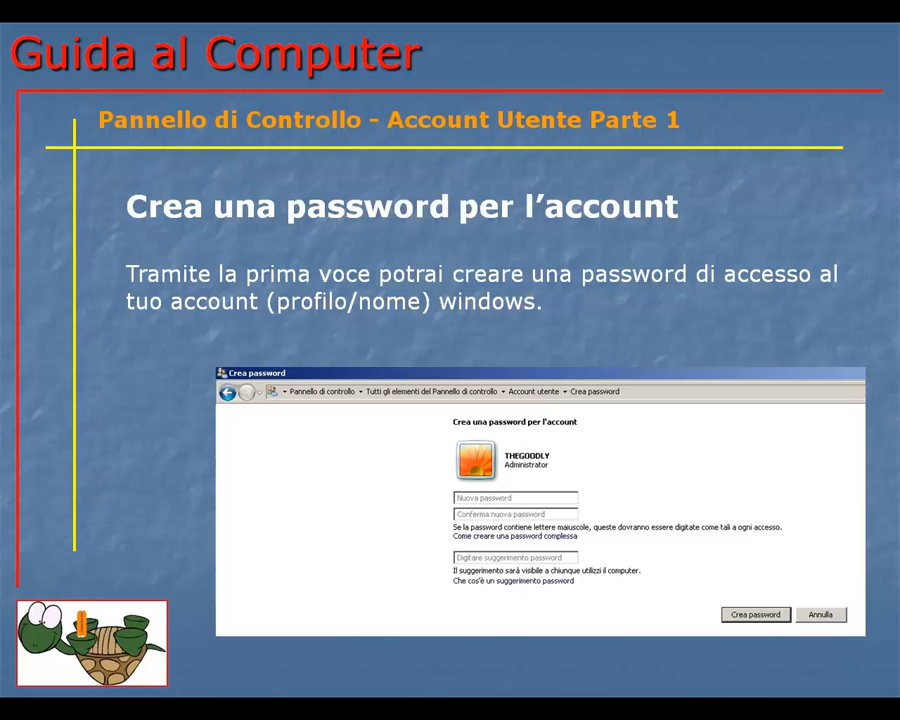 Guida al Computer
Pannello di Controllo - Account Utente Parte 1
Crea una password per l’account
Tramite la prima voce potrai creare una password di accesso al
tuo account (profilo/nome) windows.
Crea password
Pannello di controllo Tutti gli elementi del Pannello di controllo Account utente Crea password
Crea una password per l'account
THEGOODLY
Administrator
Nuova password
Conferma nuova password
Se la password contiene lettere maiuscole, queste dovranno essere digitate come tali a ogni accesso.
Come creare una password complessa
Digitare suggerimento password
Il suggerimento sarà visibile a chiunque utilizzi il computer.
Che cos'è un suggerimento password
Crea password Annulla